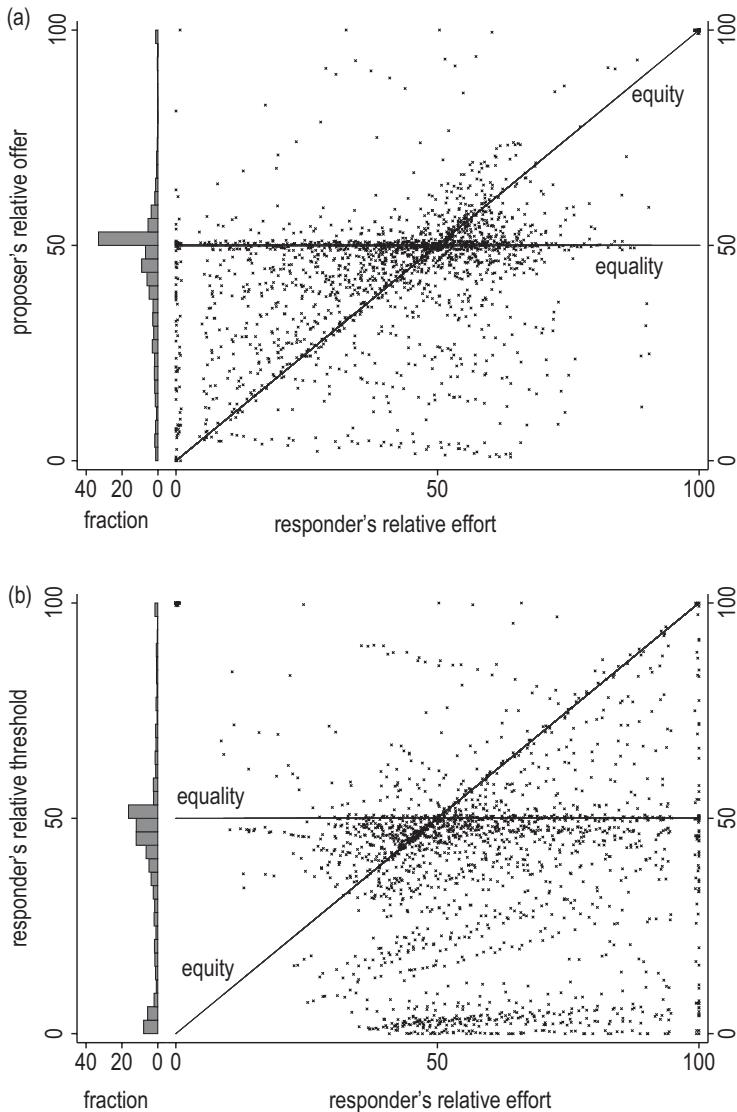 (a)
100
100
equity
proposer's relative offer
50
50
equality
0
0
40 20 0 0 50 100
fraction
responder's relative effort
(b)
100
100
responder's relative threshold
equality
50
50
equity
0
0
40 20 0 0 50 100
fraction
responder's relative effort